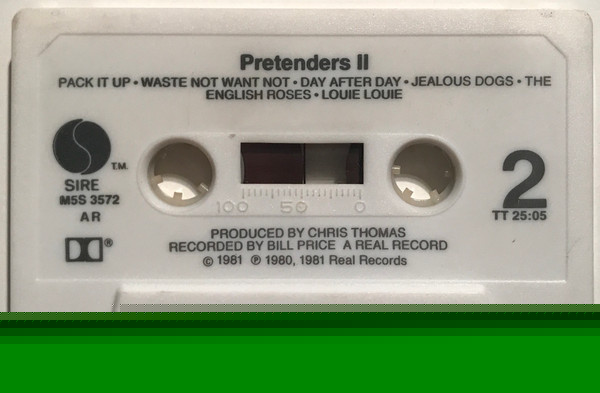 Pretenders II
PACK IT UP • WASTE NOT WANT NOT • DAY AFTER DAY • JEALOUS DOGS • THE
ENGLISH ROSES • LOUIE LOUIE
T.M.
SIRE
M5S 3572
AR
®
100 50 0
2
TT 25:05
PRODUCED BY CHRIS THOMAS
RECORDED BY BILL PRICE A REAL RECORD
© 1981 ℗ 1980, 1981 Real Records